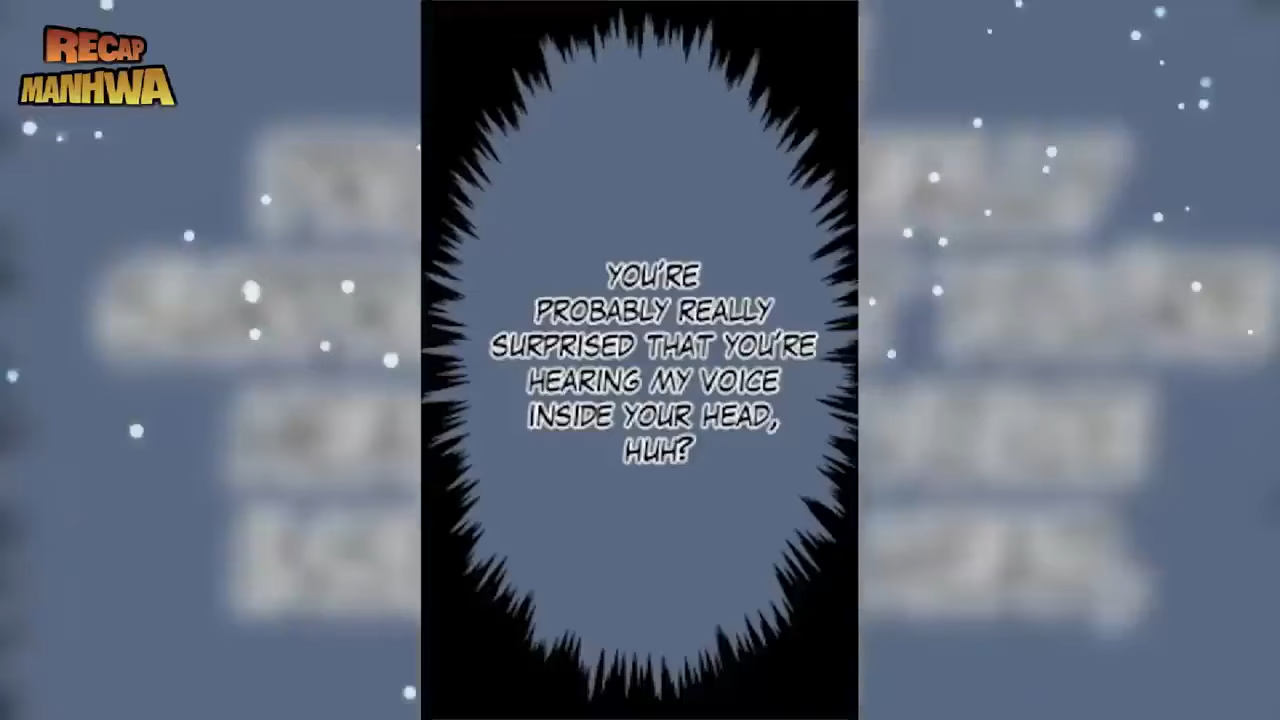 RECAP
MANHWA
YOU'RE
PROBABLY REALLY
SURPRISED THAT YOU'RE
HEARING MY VOICE
INSIDE YOUR HEAD,
HUH?